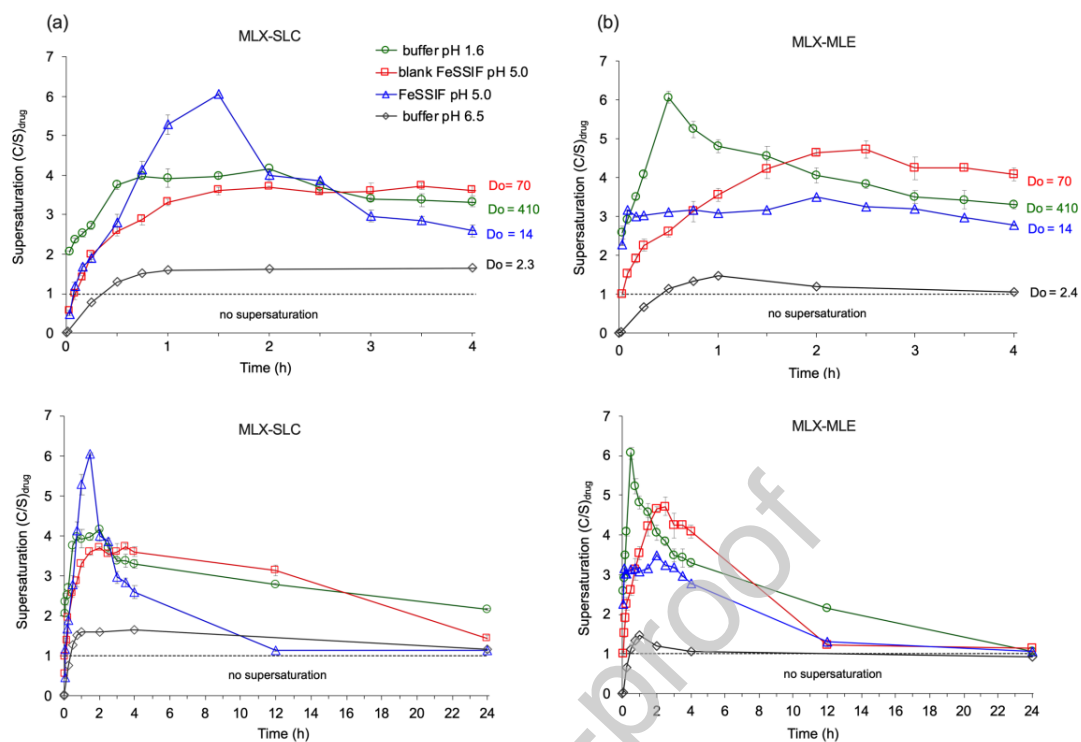 (a)
MLX-SLC
buffer pH 1.6
blank FeSSIF pH 5.0
FeSSIF pH 5.0
buffer pH 6.5
Supersaturation (C/S)drug
7
6
5
4
3
2
1
0
Do= 70
Do = 410
Do = 14
Do = 2.3
no supersaturation
0 1 2 3 4
Time (h)
(b)
MLX-MLE
Supersaturation (C/S)drug
7
6
5
4
3
2
1
0
Do = 70
Do = 410
Do = 14
Do = 2.4
no supersaturation
0 1 2 3 4
Time (h)
MLX-SLC
Supersaturation (C/S)drug
7
6
5
4
3
2
1
0
no supersaturation
0 2 4 6 8 10 12 14 16 18 20 22 24
Time (h)
MLX-MLE
Supersaturation (C/S)drug
7
6
5
4
3
2
1
0
no supersaturation
0 2 4 6 8 10 12 14 16 18 20 22 24
Time (h)